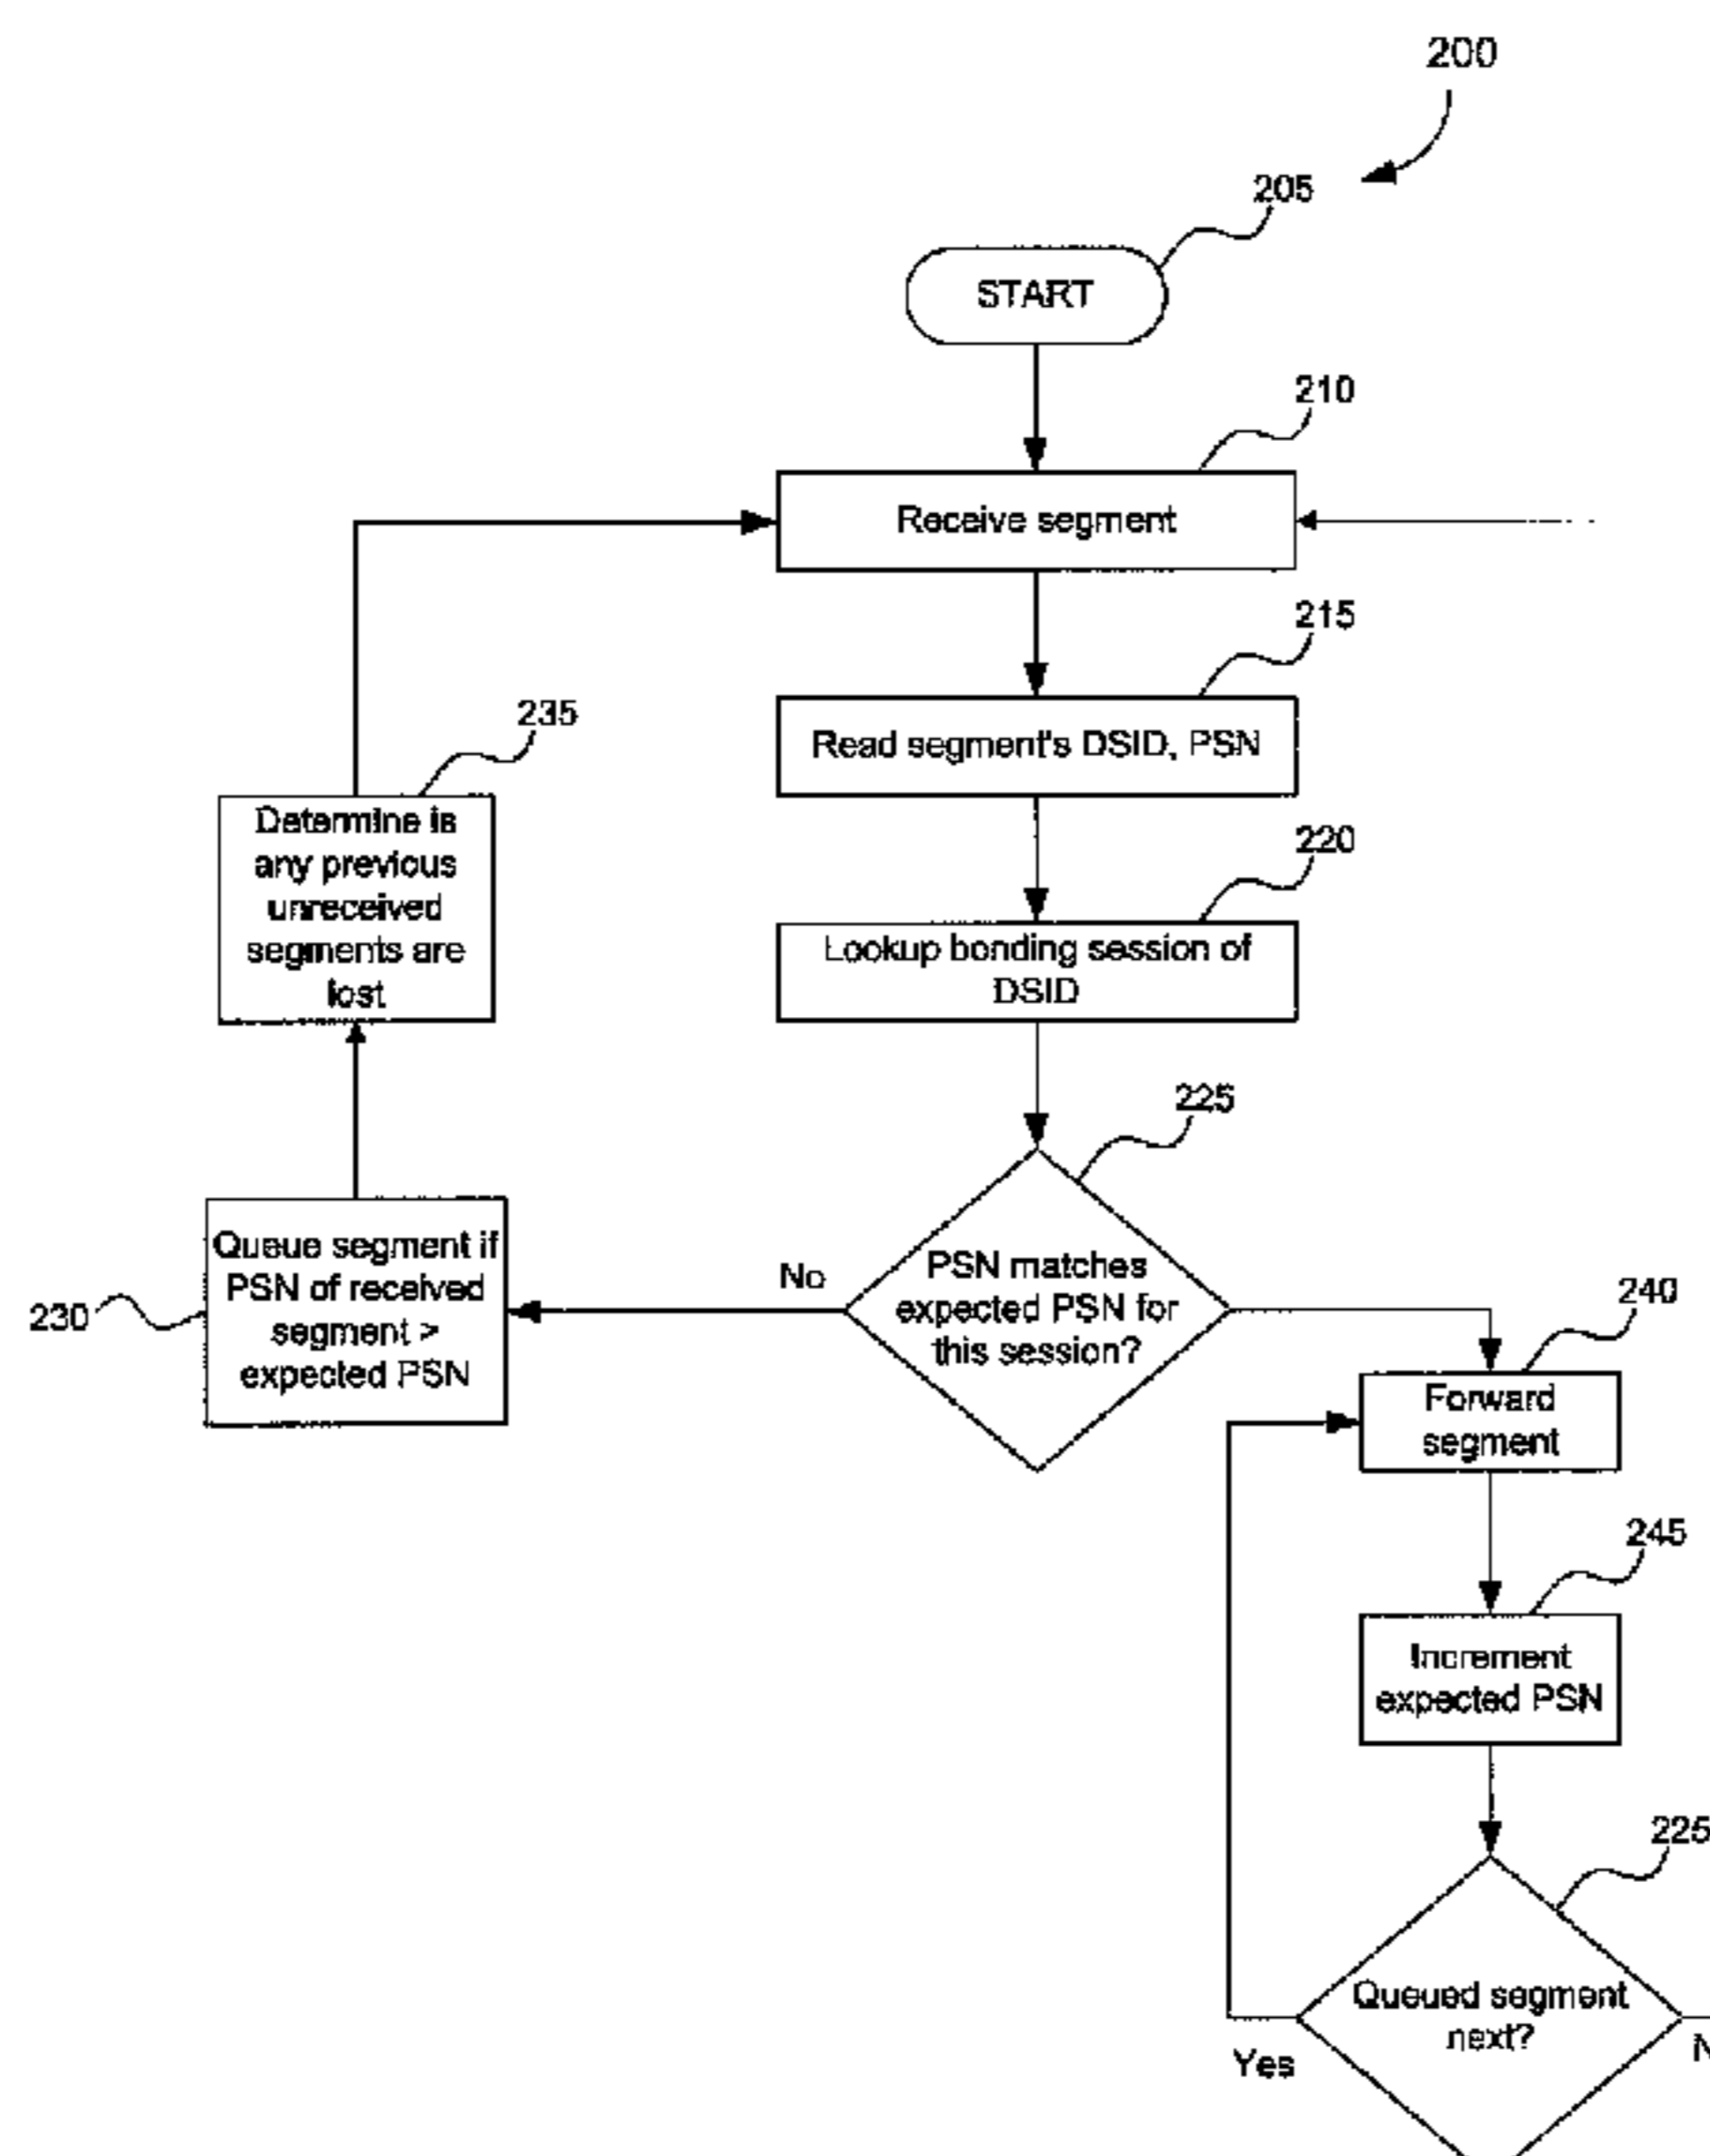 200
205
START
210
Receive segment
215
Read segment's DSID, PSN
235
Determine is
any previous
unreceived
segments are
lost
220
Lookup bonding session of
DSID
225
PSN matches
expected PSN for
this session?
No
Queue segment if
PSN of received
segment >
expected PSN
230
240
Forward
segment
245
Increment
expected PSN
225
Queued segment
next?
Yes